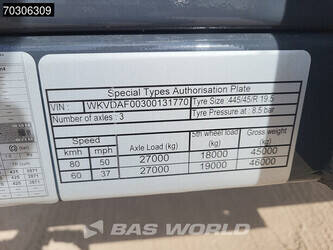 70306309
Special Types Authorisation Plate
VIN : WKVDAF00300131770 Tyre Size: 445/45/R 19.5
Number of axles : 3 Tyre Pressure at : 8.5 bar
Speed Axle Load (kg) 5th wheel load (kg) Gross weight (kg)
kmh mph
80 50 27000 18000 45000
60 37 27000 19000 46000
BAS WORLD